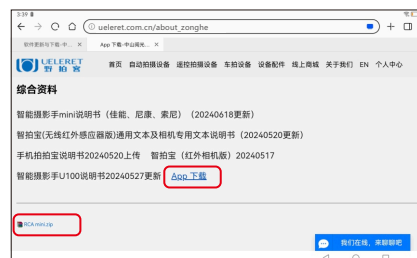 3:39
ueleret.com.cn/about_zonghe
软件更新与下载-中... × App 下载-中山阅光... ×
UELERET 野拍客 首页 自动拍摄设备 遥控拍摄设备 车拍设备 设备配件 线上商城 关于我们 EN 个人中心
综合资料
智能摄影手mini说明书（佳能、尼康、索尼）（20240618更新）
智拍宝(无线红外感应器版)通用文本及相机专用文本说明书（20240520更新）
手机拍拍宝说明书20240520上传 智拍宝（红外相机版）20240517
智能摄影手U100说明书20240527更新 App 下载
RCA mini.zip
我们在线，来聊聊吧